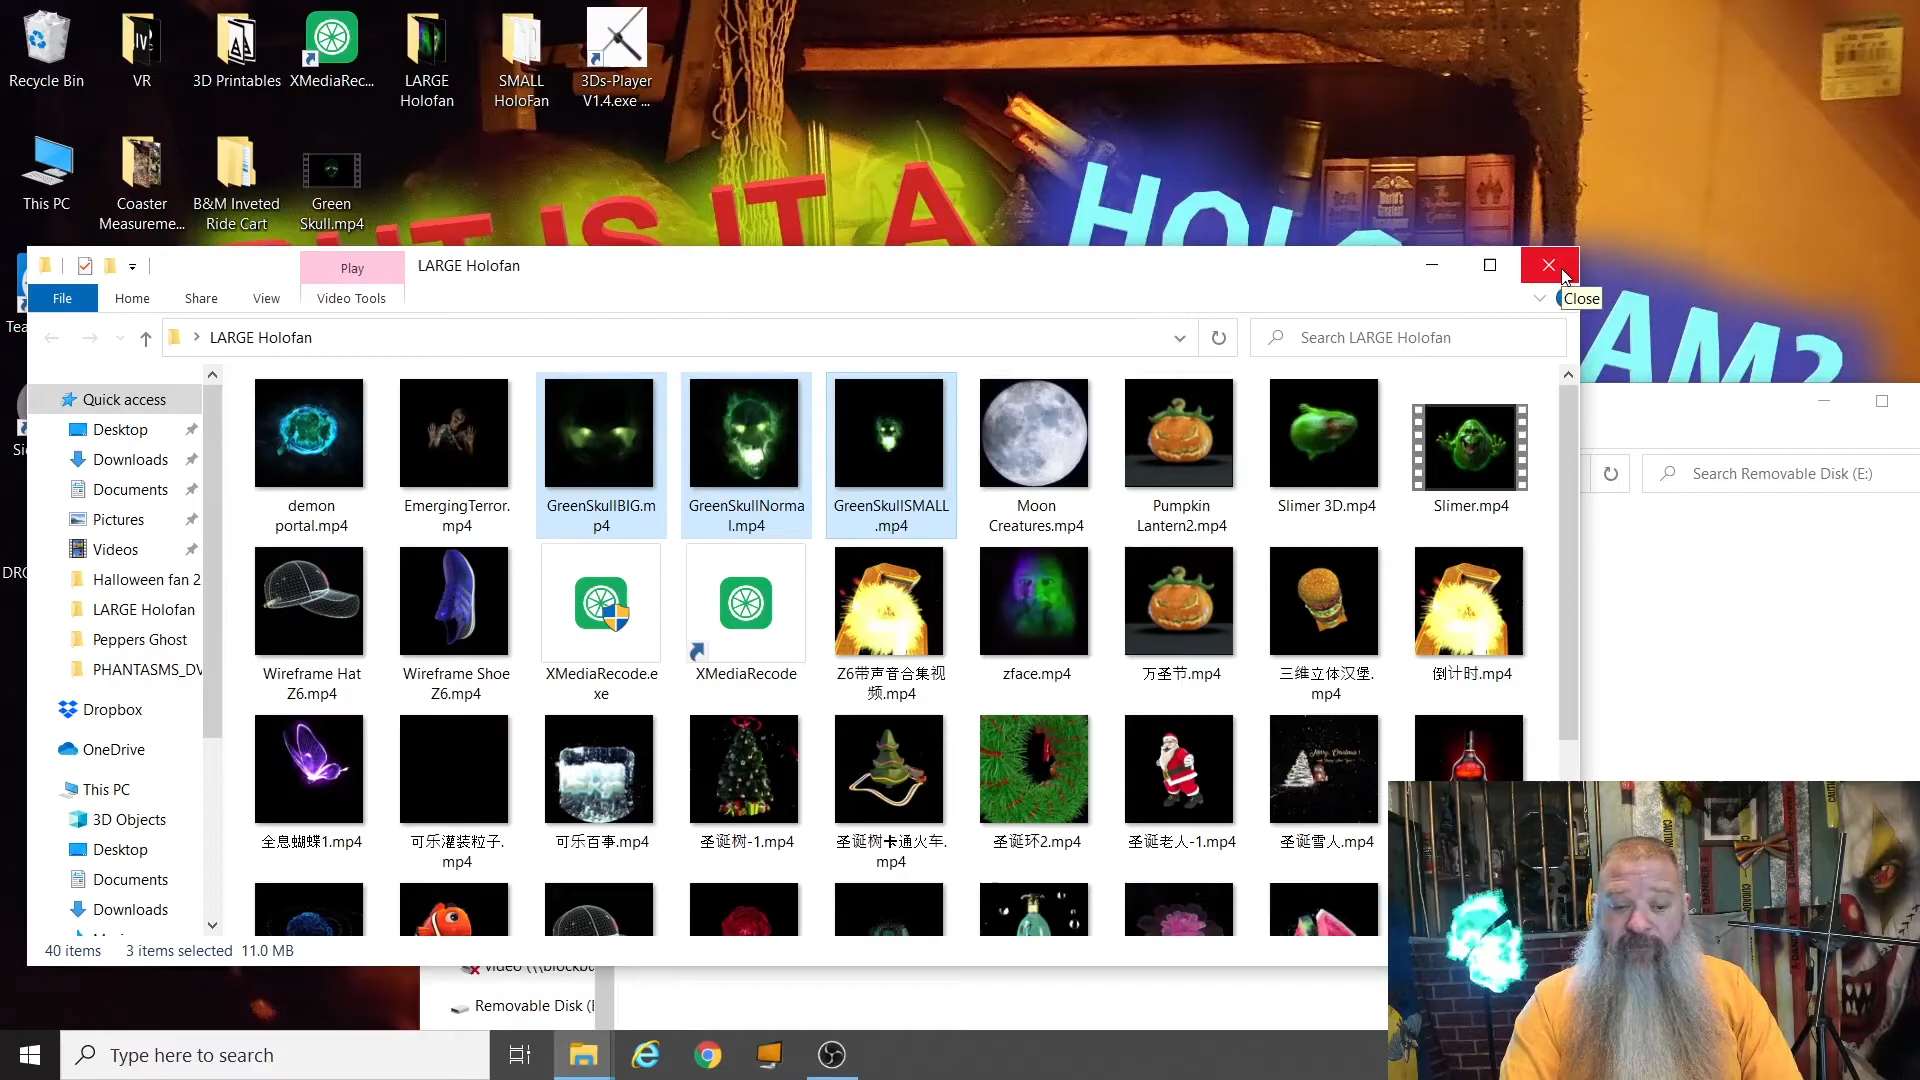 Recycle Bin
VR
3D Printables
XMediaRec...
LARGE
Holofan
SMALL
HoloFan
3Ds-Player
V1.4.exe ...
This PC
Coaster
Measureme...
B&M Inveted
Ride Cart
Green
Skull.mp4
IS IT A
HOLO
AM?
Play
LARGE Holofan
File
Home
Share
View
Video Tools
Close
LARGE Holofan
Search LARGE Holofan
Search Removable Disk (E:)
Quick access
Desktop
Downloads
Documents
Pictures
Videos
Halloween fan 2
LARGE Holofan
Peppers Ghost
PHANTASMS_DV
Dropbox
OneDrive
This PC
3D Objects
Desktop
Documents
Downloads
demon
portal.mp4
EmergingTerror.
mp4
GreenSkullBIG.m
p4
GreenSkullNorma
l.mp4
GreenSkullSMALL
.mp4
Moon
Creatures.mp4
Pumpkin
Lantern2.mp4
Slimer 3D.mp4
Slimer.mp4
Wireframe Hat
Z6.mp4
Wireframe Shoe
Z6.mp4
XMediaRecode.e
xe
XMediaRecode
Z6带声音合集视
频.mp4
zface.mp4
万圣节.mp4
三维立体汉堡.
mp4
倒计时.mp4
全息蝴蝶1.mp4
可乐灌装粒子.
mp4
可乐百事.mp4
圣诞树-1.mp4
圣诞树卡通火车.
mp4
圣诞环2.mp4
圣诞老人-1.mp4
圣诞雪人.mp4
40 items
3 items selected
11.0 MB
Removable Disk (
Type here to search